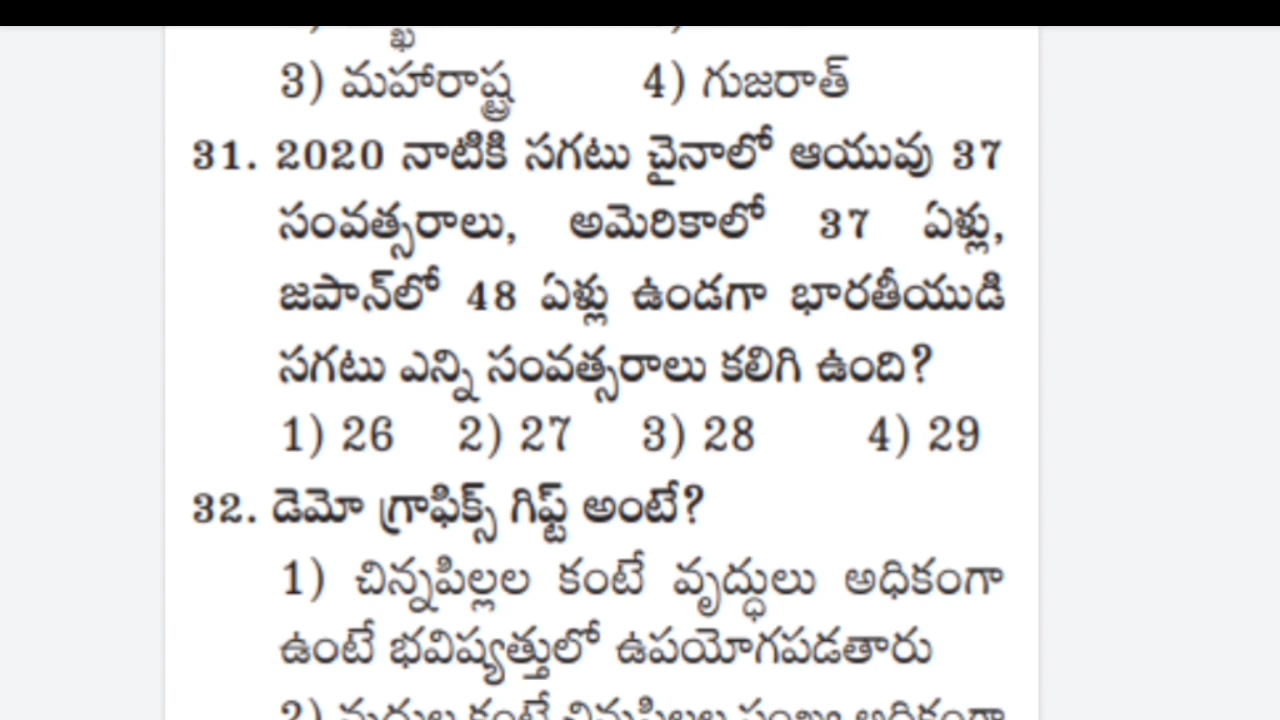 3) మహారాష్ట్ర 4) గుజరాత్
31. 2020 నాటికి సగటు చైనాలో ఆయువు 37
సంవత్సరాలు, అమెరికాలో 37 ఏళ్లు,
జపాన్‌లో 48 ఏళ్లు ఉండగా భారతీయుడి
సగటు ఎన్ని సంవత్సరాలు కలిగి ఉంది?
1) 26 2) 27 3) 28 4) 29
32. డెమో గ్రాఫిక్స్ గిఫ్ట్ అంటే?
1) చిన్నపిల్లల కంటే వృద్ధులు అధికంగా
ఉంటే భవిష్యత్తులో ఉపయోగపడతారు